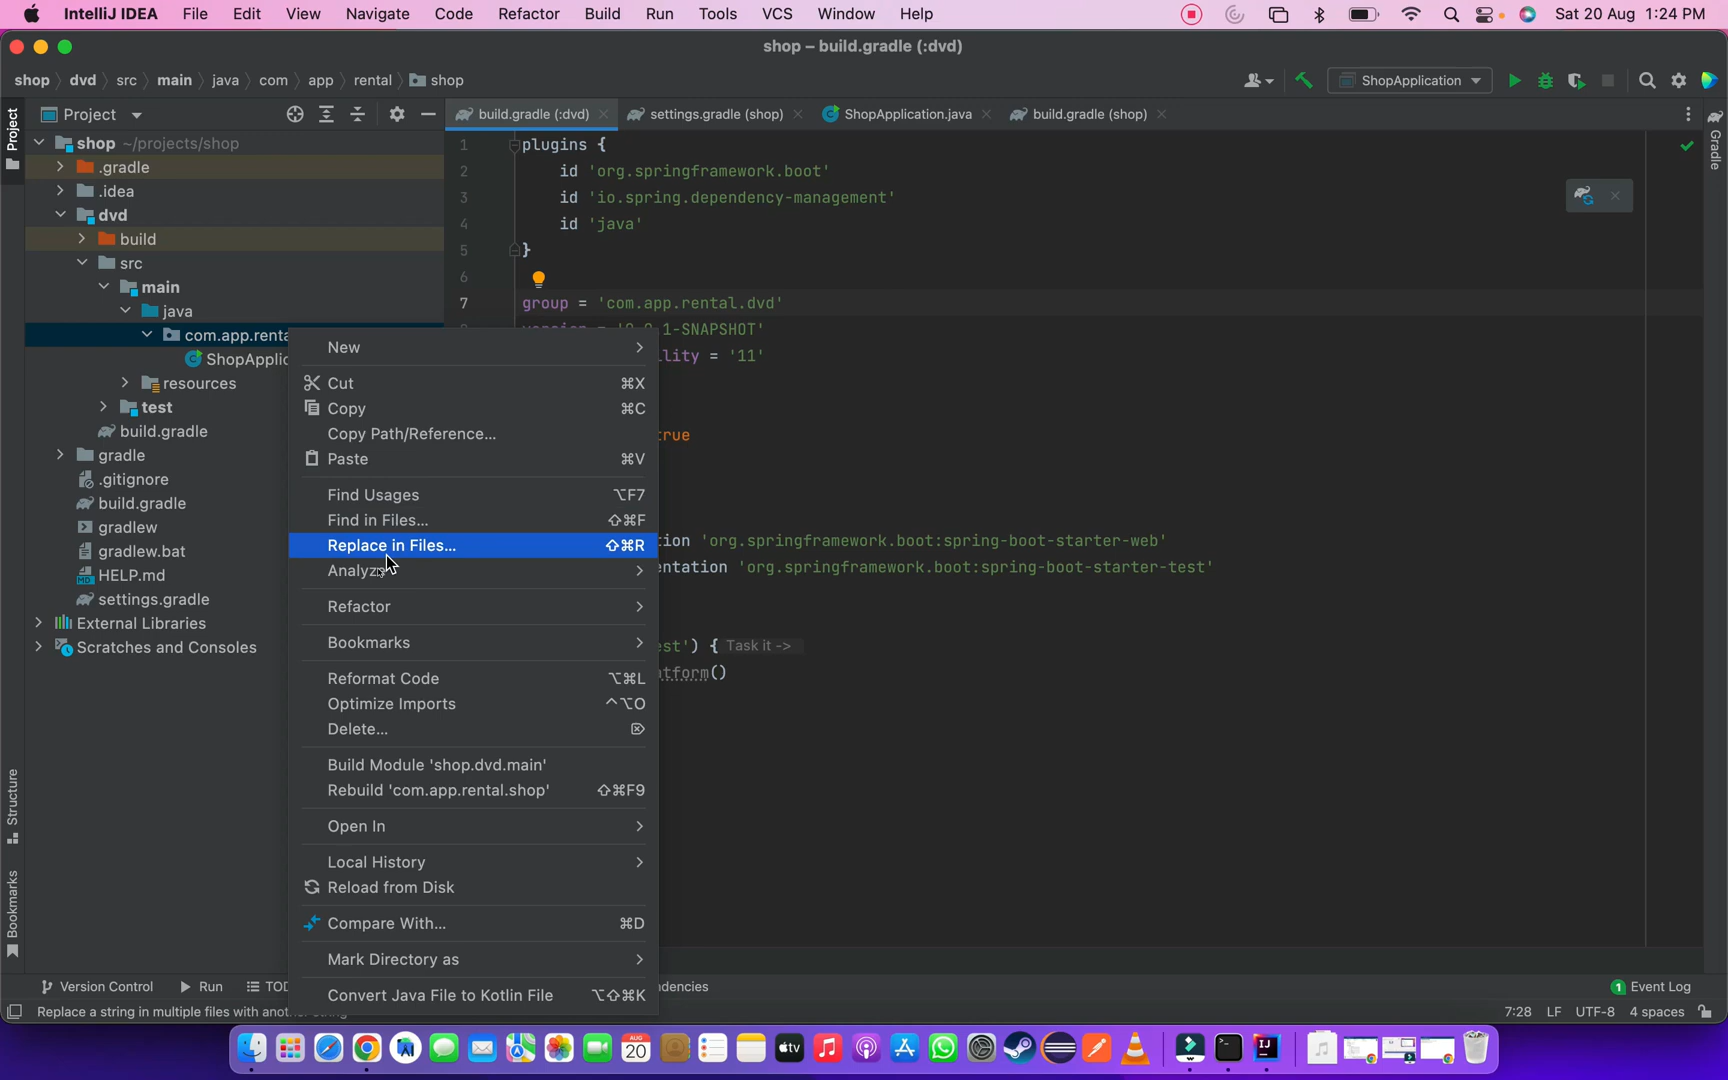 IntelliJ IDEA File Edit View Navigate Code Refactor Build Run Tools VCS Window Help Sat 20 Aug 1:24 PM
shop – build.gradle (:dvd)
shop dvd src main java com app rental shop ShopApplication
Project build.gradle (:dvd) settings.gradle (shop) ShopApplication.java build.gradle (shop)
Project
Gradle
shop ~/projects/shop
.gradle
.idea
dvd
build
src
main
java
com.app.renta
ShopApplic
resources
test
build.gradle
gradle
.gitignore
build.gradle
gradlew
gradlew.bat
HELP.md
settings.gradle
External Libraries
Scratches and Consoles
1 plugins {
2 id 'org.springframework.boot'
3 id 'io.spring.dependency-management'
4 id 'java'
5 }
6
7 group = 'com.app.rental.dvd'
1-SNAPSHOT'
lity = '11'
true
ion 'org.springframework.boot:spring-boot-starter-web'
entation 'org.springframework.boot:spring-boot-starter-test'
est') { Task it ->
tform()
New
Cut ⌘X
Copy ⌘C
Copy Path/Reference...
Paste ⌘V
Find Usages ⌥F7
Find in Files... ⇧⌘F
Replace in Files... ⇧⌘R
Analyze
Refactor
Bookmarks
Reformat Code ⌥⌘L
Optimize Imports ^⌥O
Delete... ⌦
Build Module 'shop.dvd.main'
Rebuild 'com.app.rental.shop' ⇧⌘F9
Open In
Local History
Reload from Disk
Compare With... ⌘D
Mark Directory as
Convert Java File to Kotlin File ⌥⇧⌘K
Structure
Bookmarks
Version Control Run TOD dencies 1 Event Log
Replace a string in multiple files with anot 7:28 LF UTF-8 4 spaces
AUG
20
tv
IJ